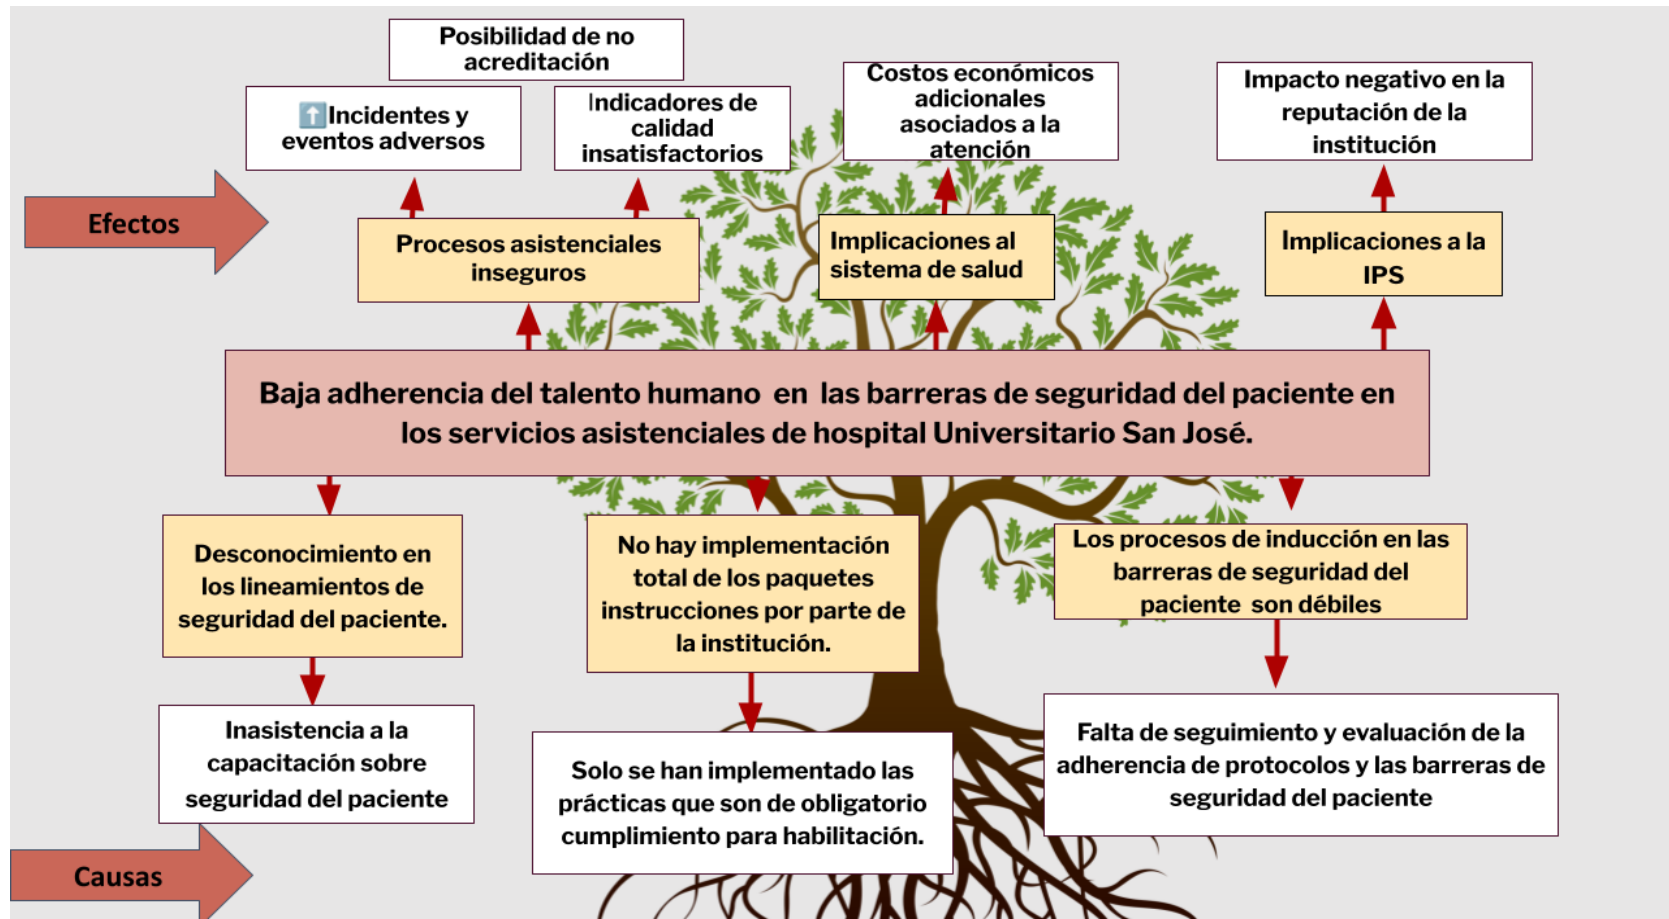 Posibilidad de no
acreditación
⬆️Incidentes y
eventos adversos
Indicadores de
calidad
insatisfactorios
Costos económicos
adicionales
asociados a la
atención
Impacto negativo en la
reputación de la
institución
Efectos
Procesos asistenciales
inseguros
Implicaciones al
sistema de salud
Implicaciones a la
IPS
Baja adherencia del talento humano en las barreras de seguridad del paciente en
los servicios asistenciales de hospital Universitario San José.
Desconocimiento en
los lineamientos de
seguridad del paciente.
No hay implementación
total de los paquetes
instrucciones por parte de
la institución.
Los procesos de inducción en las
barreras de seguridad del
paciente son débiles
Inasistencia a la
capacitación sobre
seguridad del paciente
Solo se han implementado las
prácticas que son de obligatorio
cumplimiento para habilitación.
Falta de seguimiento y evaluación de la
adherencia de protocolos y las barreras de
seguridad del paciente
Causas